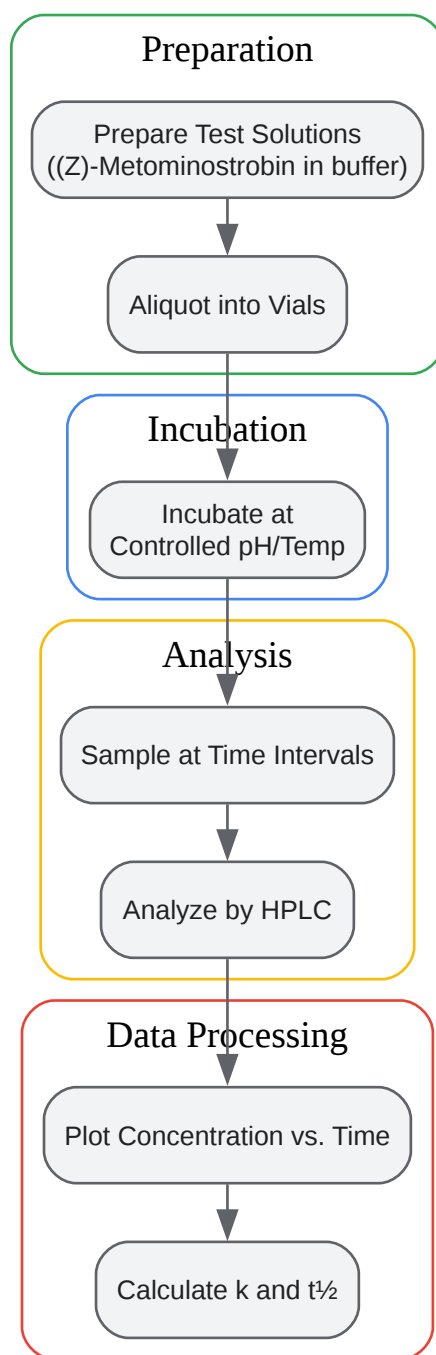 Preparation
Prepare Test Solutions
((Z)-Metominostrobin in buffer)
Aliquot into Vials
Incubation
Incubate at
Controlled pH/Temp
Analysis
Sample at Time Intervals
Analyze by HPLC
Data Processing
Plot Concentration vs. Time
Calculate k and t½